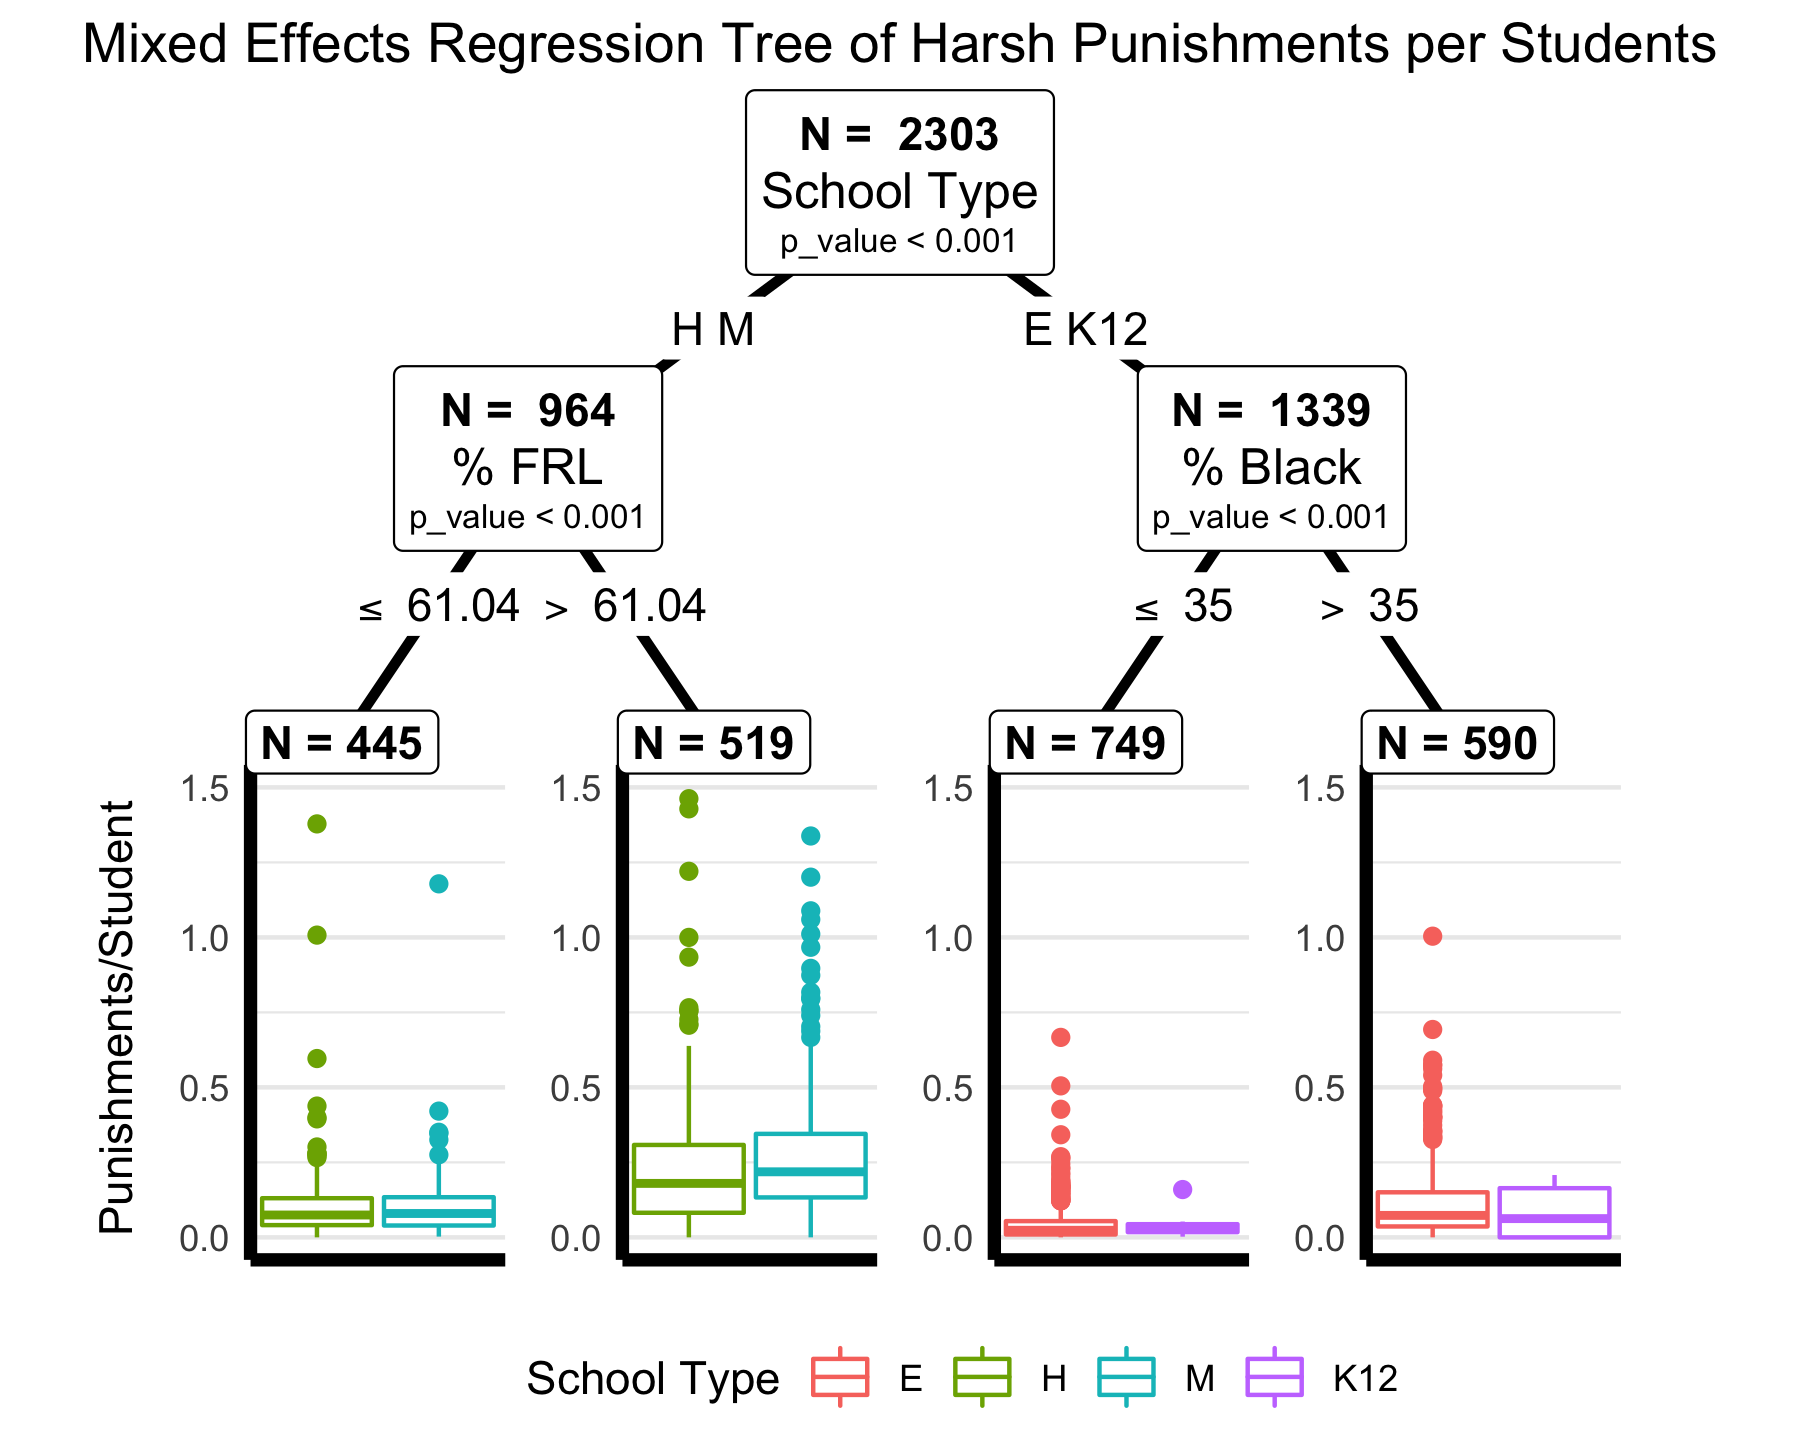 Mixed Effects Regression Tree of Harsh Punishments per Students
N = 2303
School Type
p_value < 0.001
H M
E K12
N = 964
% FRL
p_value < 0.001
N = 1339
% Black
p_value < 0.001
≤ 61.04
> 61.04
≤ 35
> 35
N = 445
N = 519
N = 749
N = 590
Punishments/Student
1.5
1.0
0.5
0.0
1.5
1.0
0.5
0.0
1.5
1.0
0.5
0.0
1.5
1.0
0.5
0.0
School Type E H M K12